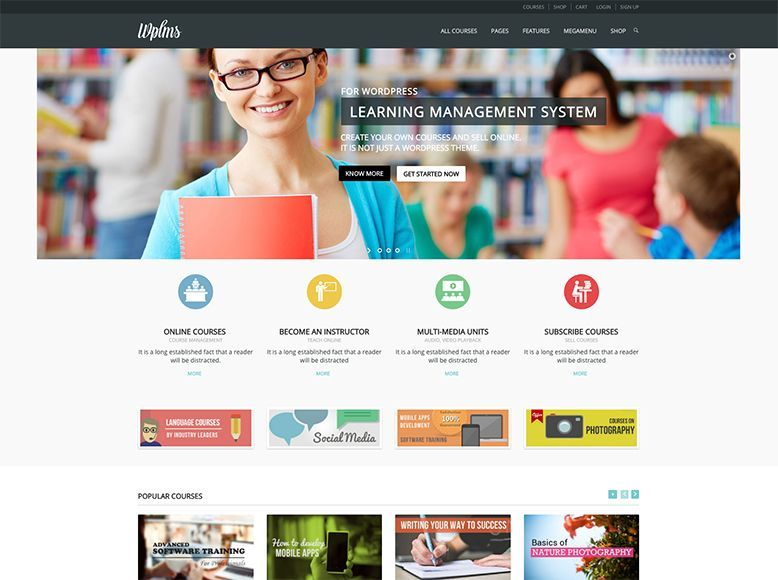 COURSES SHOP CART LOGIN SIGN UP
Wplms
ALL COURSES PAGES FEATURES MEGAMENU SHOP
FOR WORDPRESS
LEARNING MANAGEMENT SYSTEM
CREATE YOUR OWN COURSES AND SELL ONLINE.
IT IS NOT JUST A WORDPRESS THEME.
KNOW MORE GET STARTED NOW
ONLINE COURSES
COURSE MANAGEMENT
It is a long established fact that a reader
will be distracted.
MORE
BECOME AN INSTRUCTOR
TEACH ONLINE
It is a long established fact that a reader
will be distracted
MORE
MULTI-MEDIA UNITS
AUDIO, VIDEO PLAYBACK
It is a long established fact that a reader
will be distracted.
MORE
SUBSCRIBE COURSES
SELL COURSES
It is a long established fact that a reader
will be distracted.
MORE
LANGUAGE COURSES
BY INDUSTRY LEADERS
Social Media
MOBILE APPS
DEVELOPMENT
100%
SOFTWARE TRAINING
COURSES ON
PHOTOGRAPHY
POPULAR COURSES
ADVANCED
SOFTWARE TRAINING
For Professionals
How to develop
MOBILE APPS
WRITING YOUR WAY TO SUCCESS
Basics of
NATURE PHOTOGRAPHY